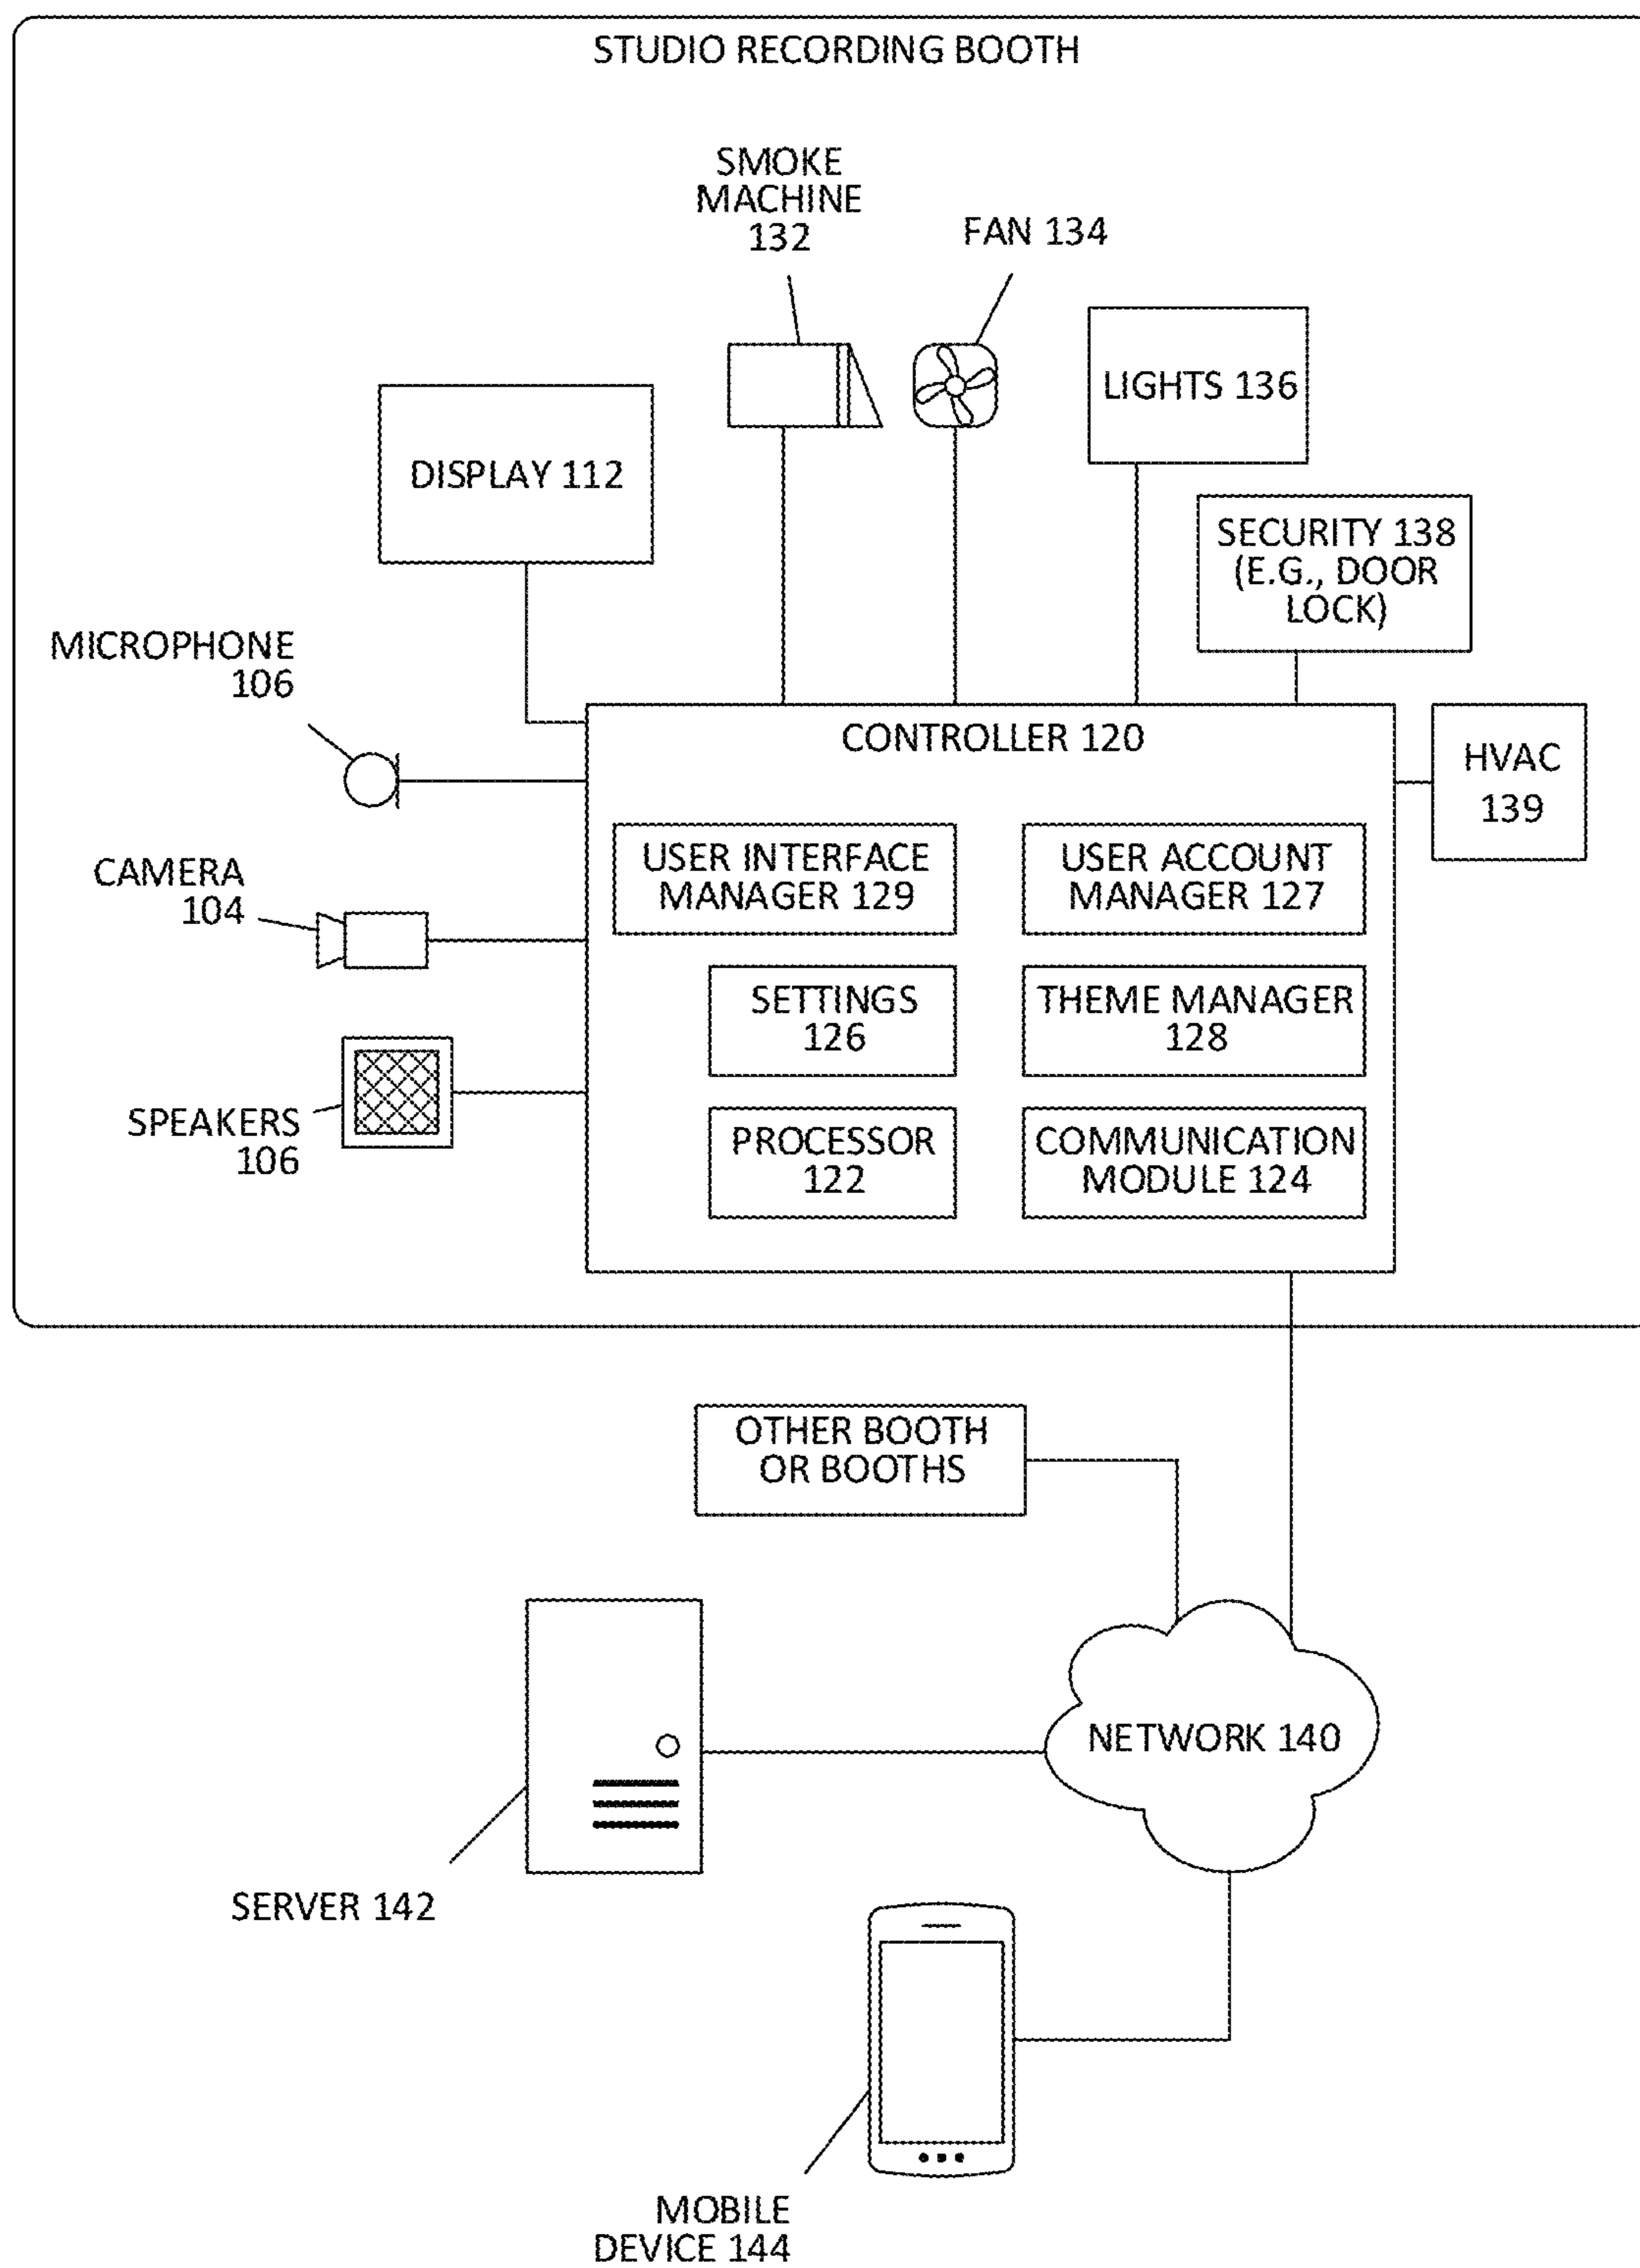 STUDIO RECORDING BOOTH
SMOKE
MACHINE
132
FAN 134
LIGHTS 136
DISPLAY 112
SECURITY 138
(E.G., DOOR
LOCK)
MICROPHONE
106
CONTROLLER 120
HVAC
139
USER INTERFACE
MANAGER 129
USER ACCOUNT
MANAGER 127
CAMERA
104
SETTINGS
126
THEME MANAGER
128
SPEAKERS
106
PROCESSOR
122
COMMUNICATION
MODULE 124
OTHER BOOTH
OR BOOTHS
NETWORK 140
SERVER 142
MOBILE
DEVICE 144